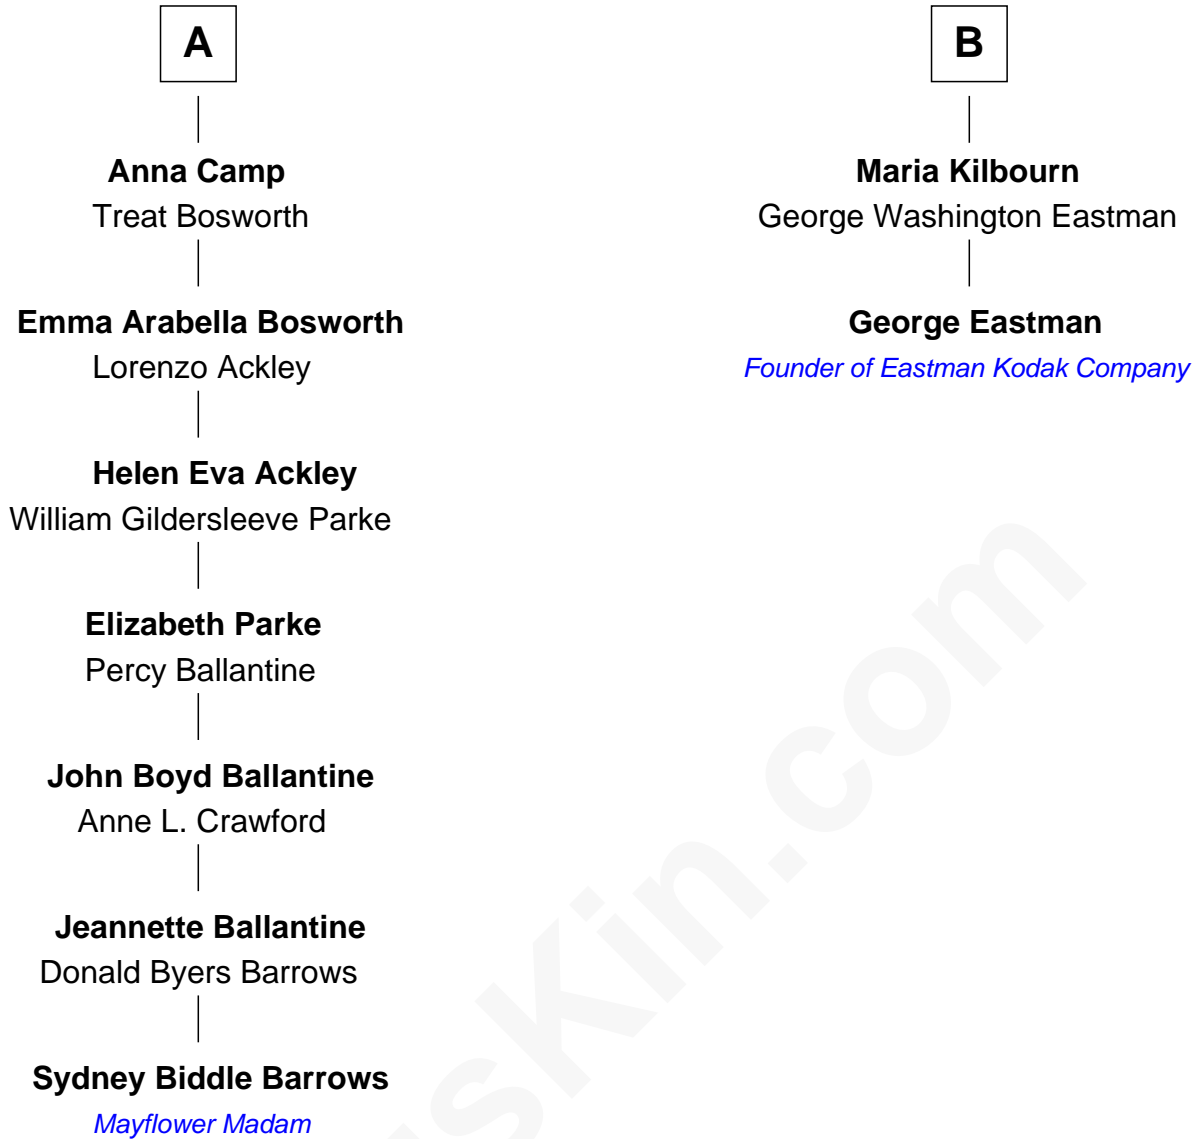 A
Anna Camp
Treat Bosworth
Emma Arabella Bosworth
Lorenzo Ackley
Helen Eva Ackley
William Gildersleeve Parke
Elizabeth Parke
Percy Ballantine
John Boyd Ballantine
Anne L. Crawford
Jeannette Ballantine
Donald Byers Barrows
Sydney Biddle Barrows
Mayflower Madam
B
Maria Kilbourn
George Washington Eastman
George Eastman
Founder of Eastman Kodak Company